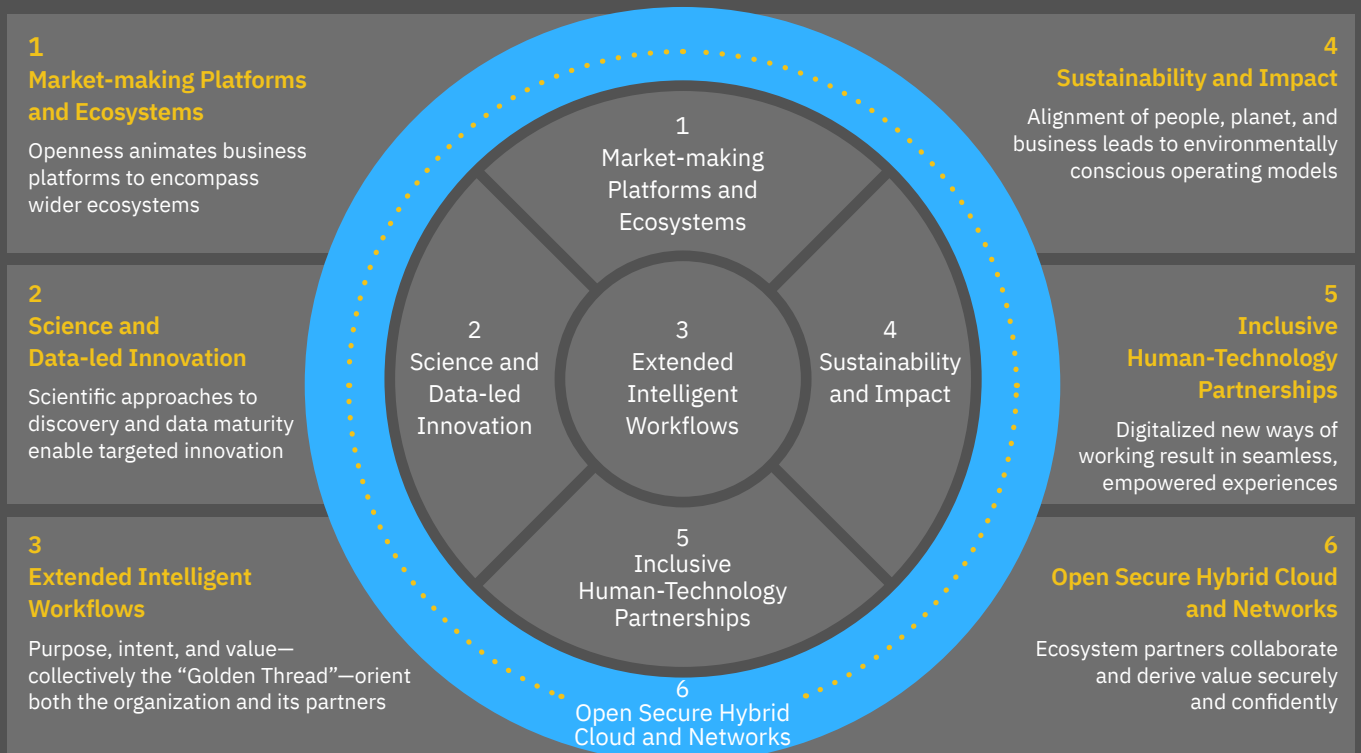 1
Market-making Platforms
and Ecosystems
Openness animates business
platforms to encompass
wider ecosystems
2
Science and
Data-led Innovation
Scientific approaches to
discovery and data maturity
enable targeted innovation
3
Extended Intelligent
Workflows
Purpose, intent, and value—
collectively the “Golden Thread”—orient
both the organization and its partners
1
Market-making
Platforms and
Ecosystems
2
Science and
Data-led
Innovation
3
Extended
Intelligent
Workflows
4
Sustainability
and Impact
5
Inclusive
Human-Technology
Partnerships
6
Open Secure Hybrid
Cloud and Networks
4
Sustainability and Impact
Alignment of people, planet, and
business leads to environmentally
conscious operating models
5
Inclusive
Human-Technology
Partnerships
Digitalized new ways of
working result in seamless,
empowered experiences
6
Open Secure Hybrid Cloud
and Networks
Ecosystem partners collaborate
and derive value securely
and confidently